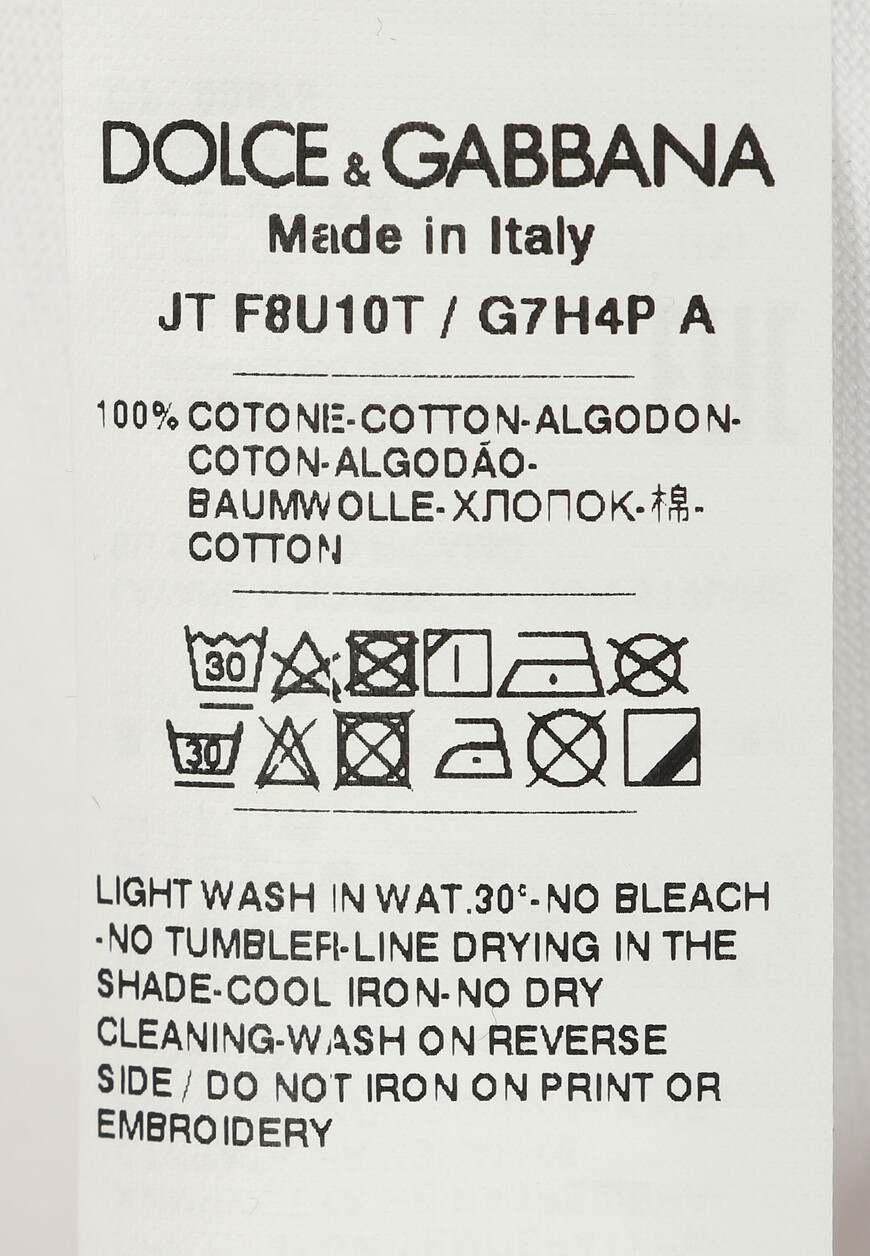 DOLCE & GABBANA
Made in Italy
JT F8U10T / G7H4P A
100% COTONE-COTTON-ALGODON-
COTON-ALGODÃO-
BAUMWOLLE-ХЛОПОК-棉-
COTTON
30
30
LIGHT WASH IN WAT.30°-NO BLEACH
-NO TUMBLER-LINE DRYING IN THE
SHADE-COOL IRON-NO DRY
CLEANING-WASH ON REVERSE
SIDE / DO NOT IRON ON PRINT OR
EMBROIDERY